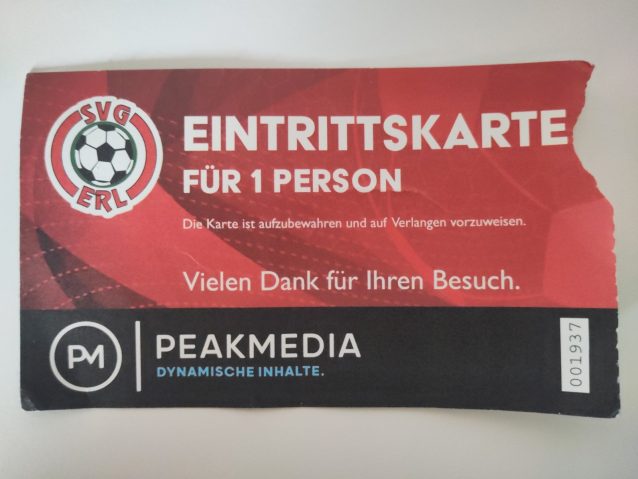 SVG
ERL
EINTRITTSKARTE
FÜR 1 PERSON
Die Karte ist aufzubewahren und auf Verlangen vorzuweisen.
Vielen Dank für Ihren Besuch.
PM
PEAKMEDIA
DYNAMISCHE INHALTE.
001937